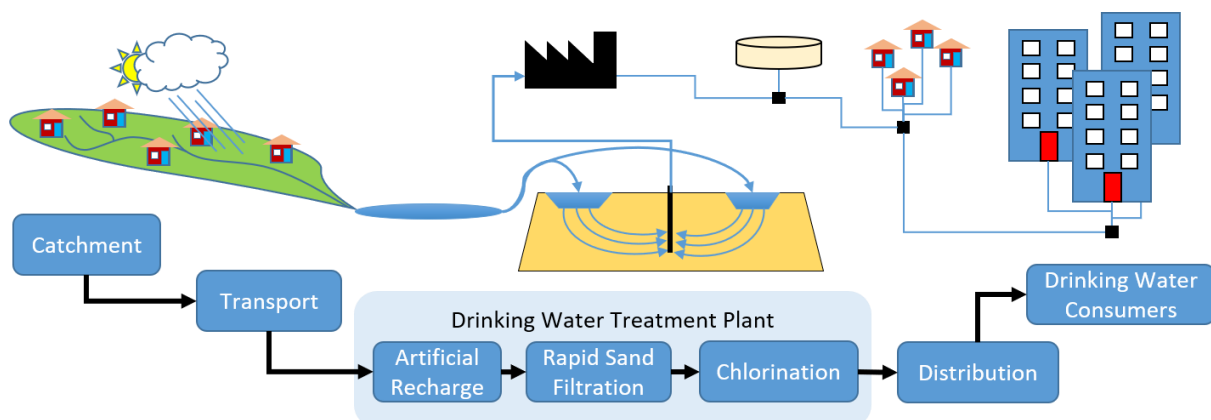 Catchment
Transport
Drinking Water Treatment Plant
Artificial
Recharge
Rapid Sand
Filtration
Chlorination
Distribution
Drinking Water
Consumers